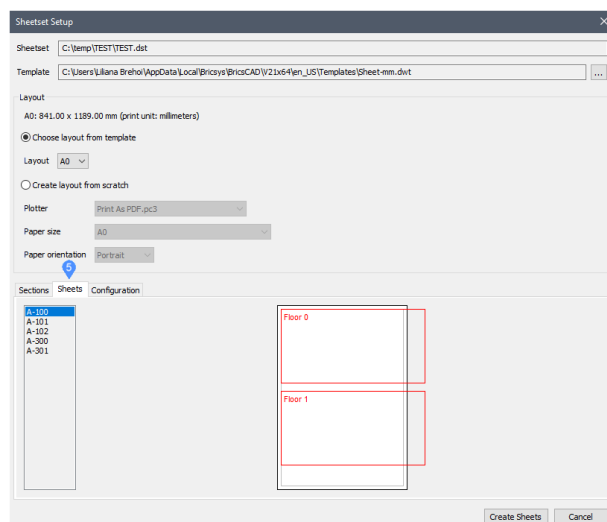 Sheetset Setup
Sheetset C:\temp\TEST\TEST.dst
Template C:\Users\Liliana Brehoi\AppData\Local\Bricsys\BricsCAD\V21x64\en_US\Templates\Sheet-mm.dwt ...
Layout
A0: 841.00 x 1189.00 mm (print unit: millimeters)
Choose layout from template
Layout A0
Create layout from scratch
Plotter Print As PDF.pc3
Paper size A0
Paper orientation Portrait
5
Sections Sheets Configuration
A-100
A-101
A-102
A-300
A-301
Floor 0
Floor 1
Create Sheets Cancel